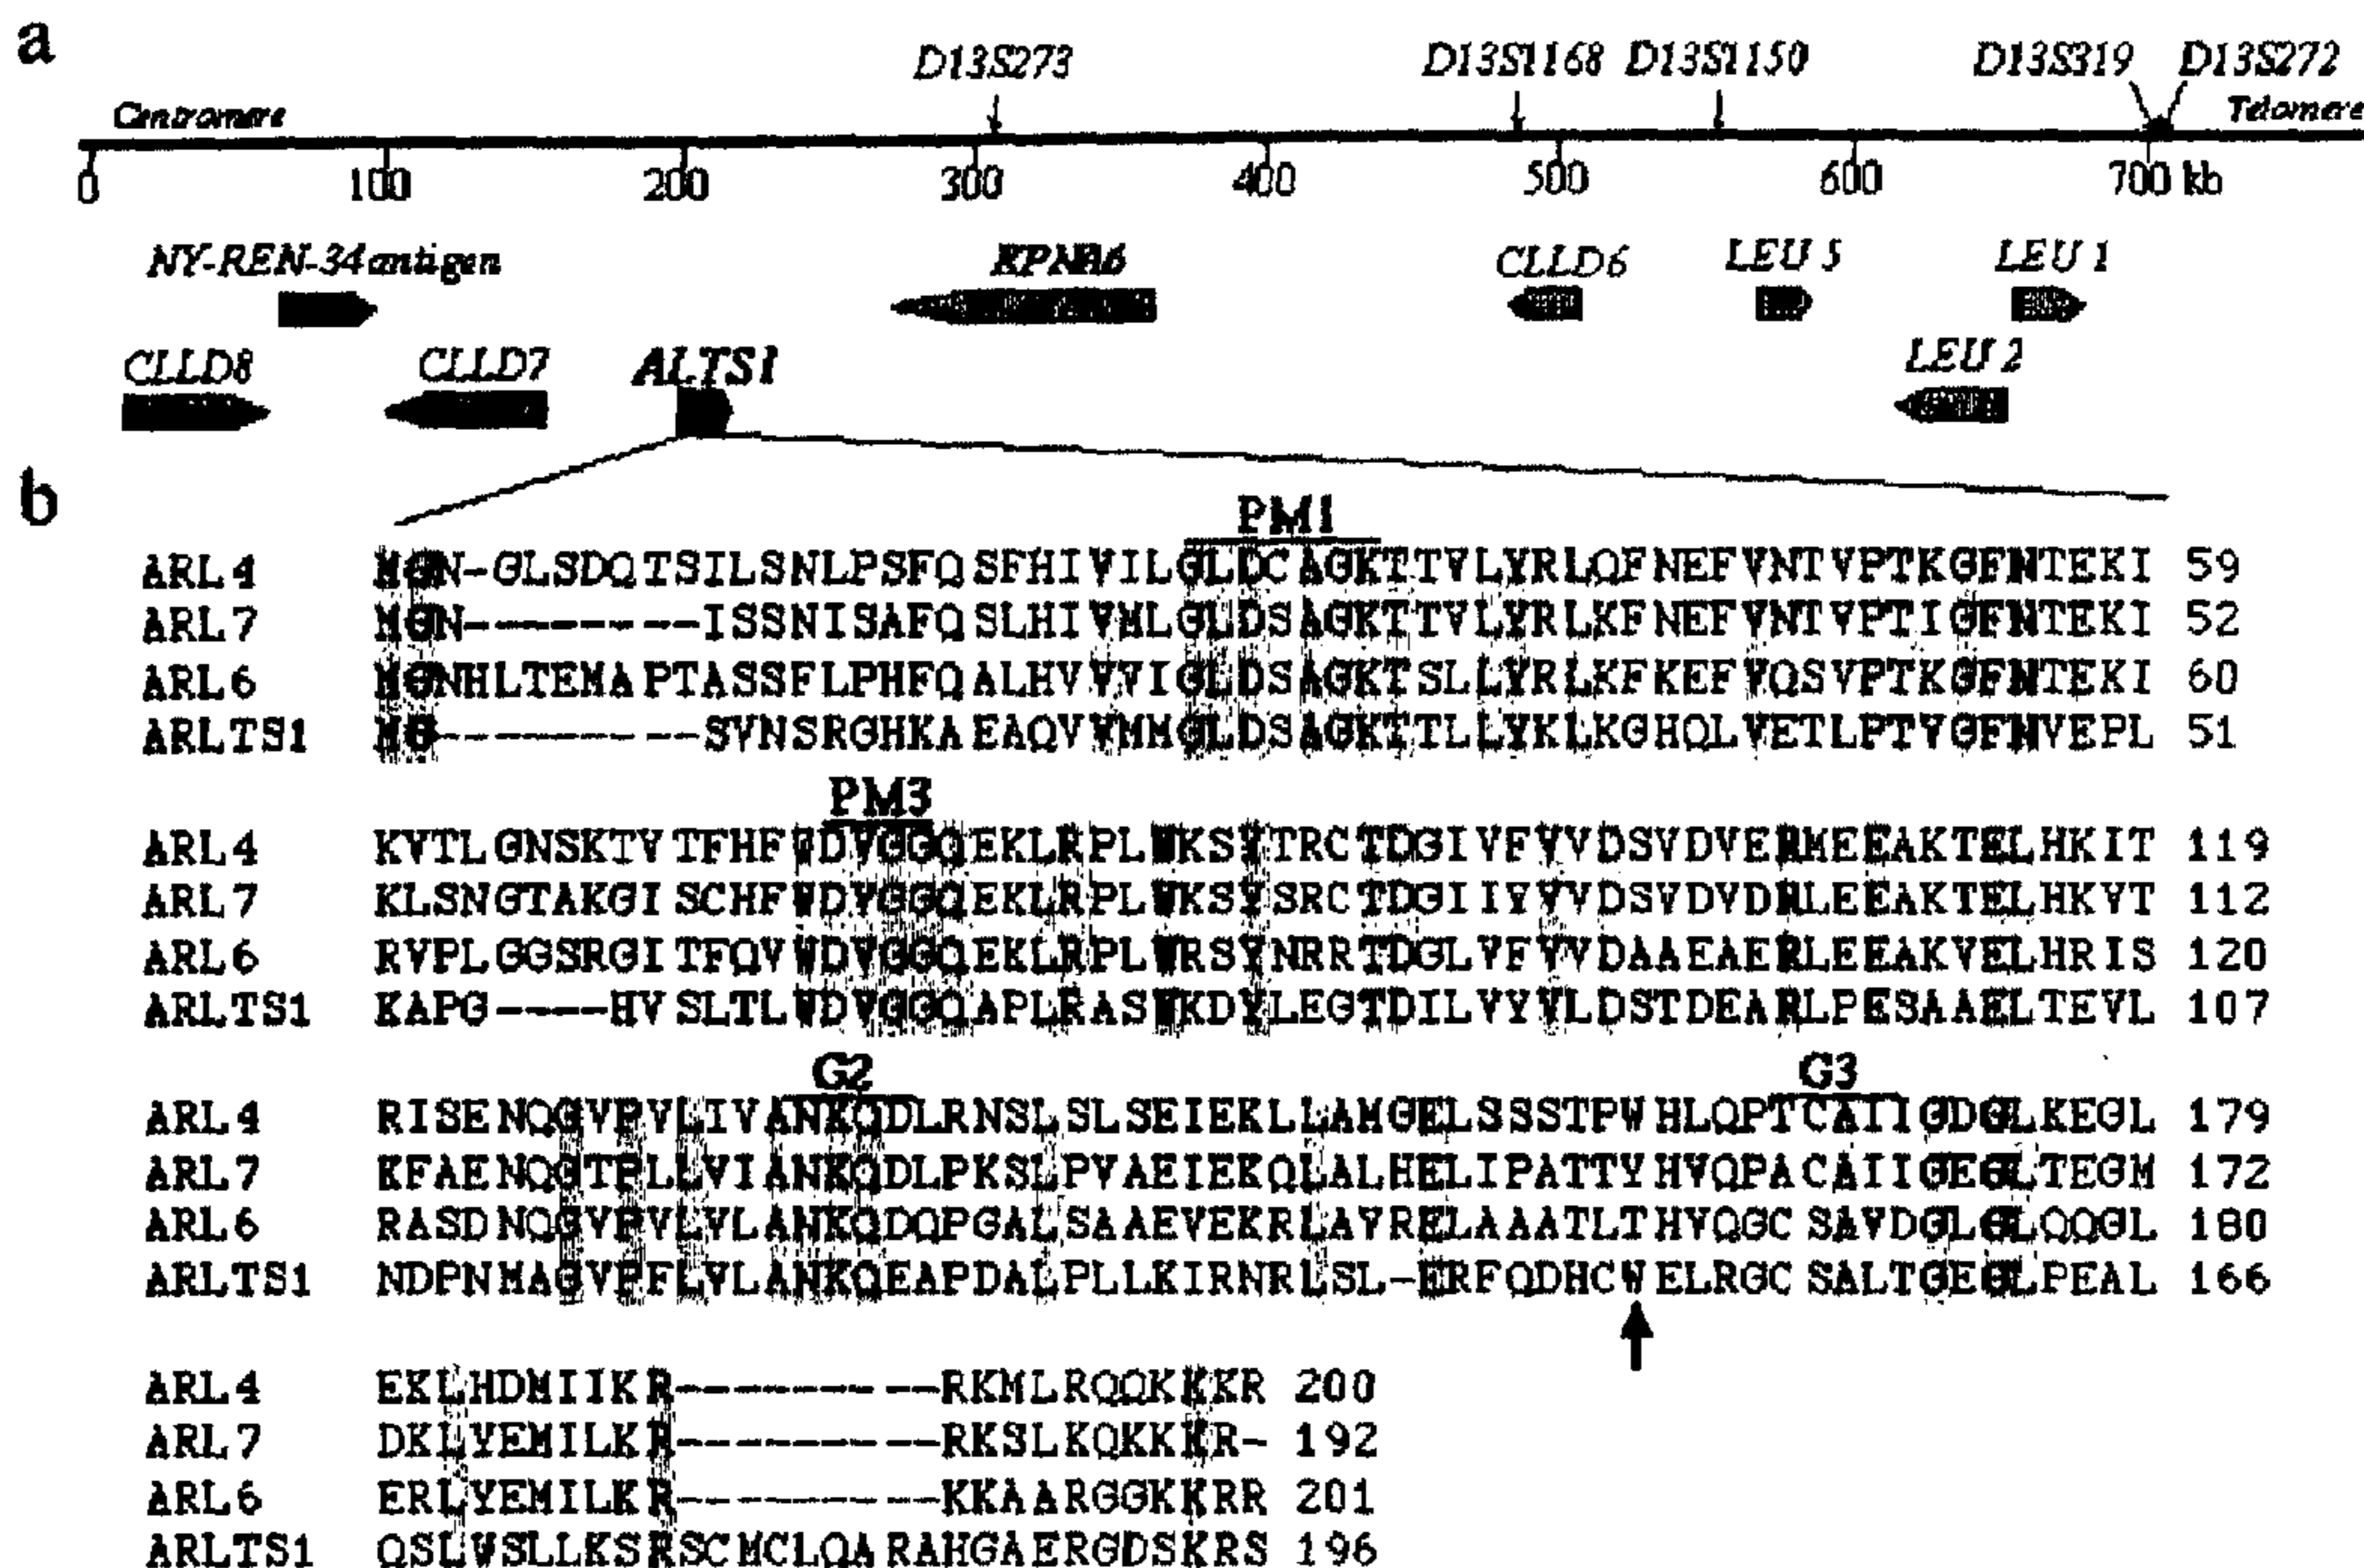 a
D13S273 D13S1168 D13S1150 D13S319 D13S272
Centromere Telomere
0 100 200 300 400 500 600 700 kb
NY-REN-34 antigen CLLD6 LEU 5 LEU 1
CLLD8 CLLD7 ALTS1 LEU 2
b
PM1
ARL4 MGN-GLSDQTSILSNLPSFQSFHIVILGLDCAGKTTVLYRLQFNEFVNTVPTKGFNTEKI 59
ARL7 MGN--------ISSNISAFQSLHIVMLGLDSAGKTTVLYRLKFNEFVNTVPTIGFNTEKI 52
ARL6 MGNHLTEMAPTASSFLPHFQALHVVVIGLDSAGKTSLLYRLKFKEFVQSVPTKGFNTEKI 60
ARLTS1 MG---------SVNSRGHKAEAQVVMMGLDSAGKTTLLYKLKGHQLVETLPTVGFNVEPL 51
PM3
ARL4 KVTLGNSKTVTFHFWDVGGQEKLRPLWKSYTRCTDGIVFVVDSVDVERMEEAKTELHKIT 119
ARL7 KLSNGTAKGISCHFWDVGGQEKLRPLWKSYSRCTDGIIYVVDSVDVDRLEEAKTELHKVT 112
ARL6 RVPLGGSRGITFQVWDVGGQEKLRPLWRSYNRRTDGLVFVVDAAEAERLEEAKVELHRIS 120
ARLTS1 KAPG----HVSLTLWDVGGQAPLRASWKDYLEGTDILVYVLDSTDEARLPESAAELTEVL 107
G2 G3
ARL4 RISENQGVPVLIVANKQDLRNSLSLSEIEKLLAMGELSSSTPWHLQPTCAIIGDGLKEGL 179
ARL7 KFAENQGTPLLVIANKQDLPKSLPVAEIEKQLALHELIPATTYHVQPACAIIGEGLTEGM 172
ARL6 RASDNQGVPVLVLANKQDQPGALSAAEVEKRLAVRELAAATLTHVQGCSAVDGLGLQQGL 180
ARLTS1 NDPNMAGVPFLVLANKQEAPDALPLLKIRNRLSL-ERFQDHCWELRGCSALTGEGLPEAL 166
ARL4 EKLHDMIIKR---------RKMLRQQKKKR 200
ARL7 DKLYEMILKR---------RKSLKQKKKR- 192
ARL6 ERLYEMILKR---------KKAARGGKKRR 201
ARLTS1 QSLWSLLKSRSCMCLQARAHGAERGDSKRS 196